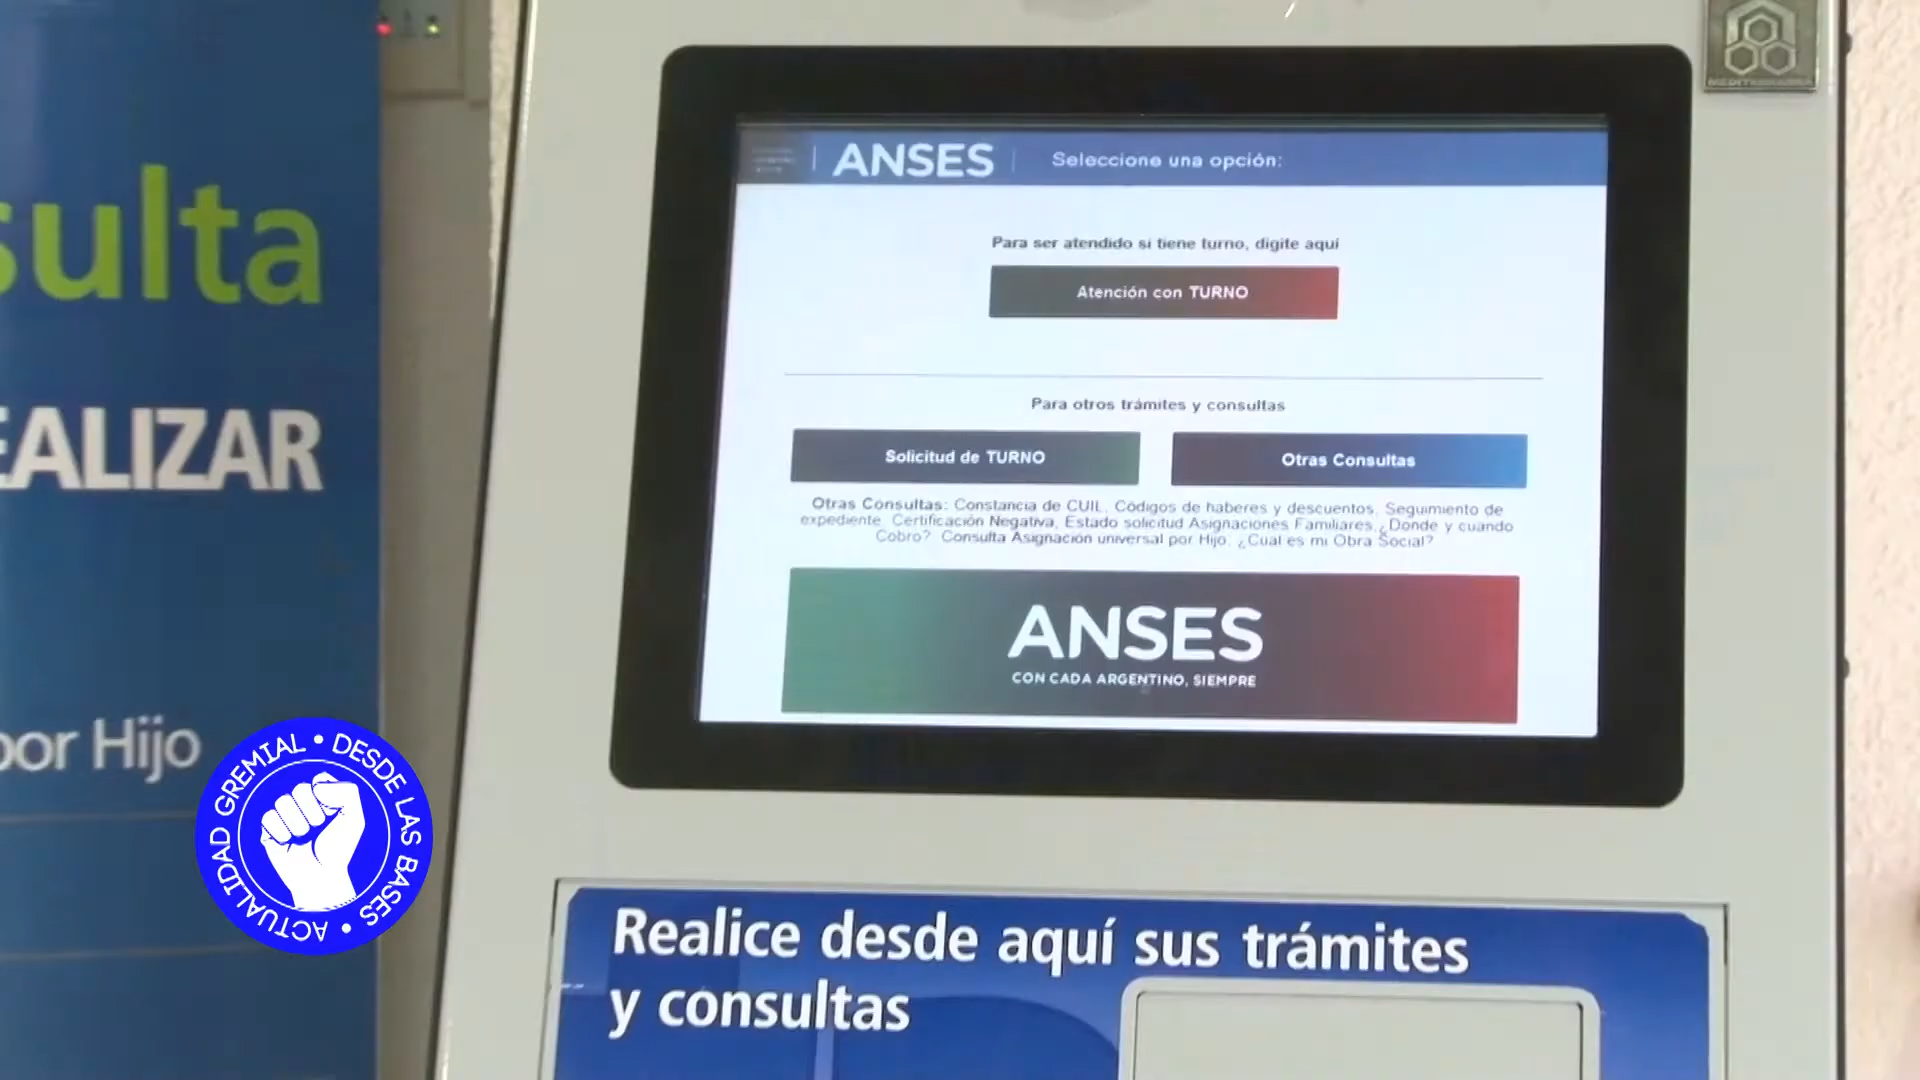 sulta
EALIZAR
por Hijo
ACTUALIDAD GREMIAL • DESDE LAS BASES •
ANSES
Seleccione una opción:
Para ser atendido si tiene turno, digite aquí
Atención con TURNO
Para otros trámites y consultas
Solicitud de TURNO
Otras Consultas
Otras Consultas: Constancia de CUIL, Códigos de haberes y descuentos, Seguimiento de
expediente, Certificación Negativa, Estado solicitud Asignaciones Familiares,¿Donde y cuando
Cobro? Consulta Asignación universal por Hijo, ¿Cual es mi Obra Social?
ANSES
CON CADA ARGENTINO, SIEMPRE
Realice desde aquí sus trámites
y consultas